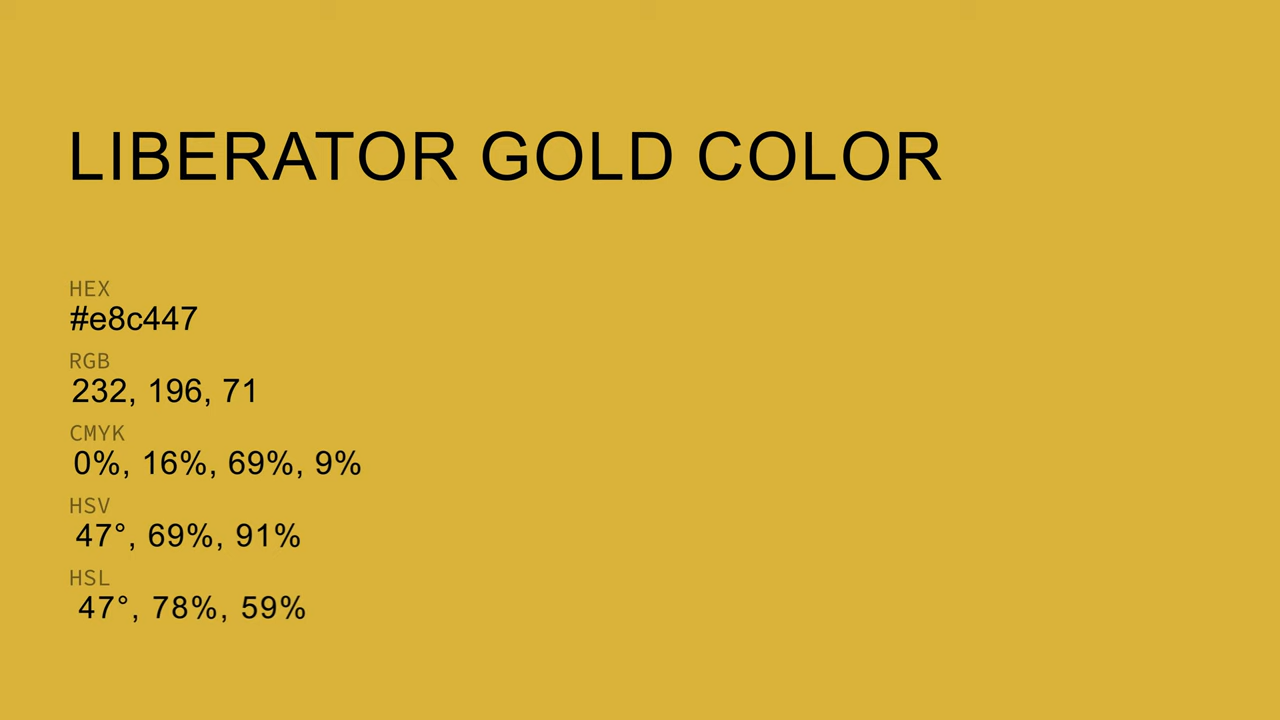 LIBERATOR GOLD COLOR
HEX
#e8c447
RGB
232, 196, 71
CMYK
0%, 16%, 69%, 9%
HSV
47°, 69%, 91%
HSL
47°, 78%, 59%